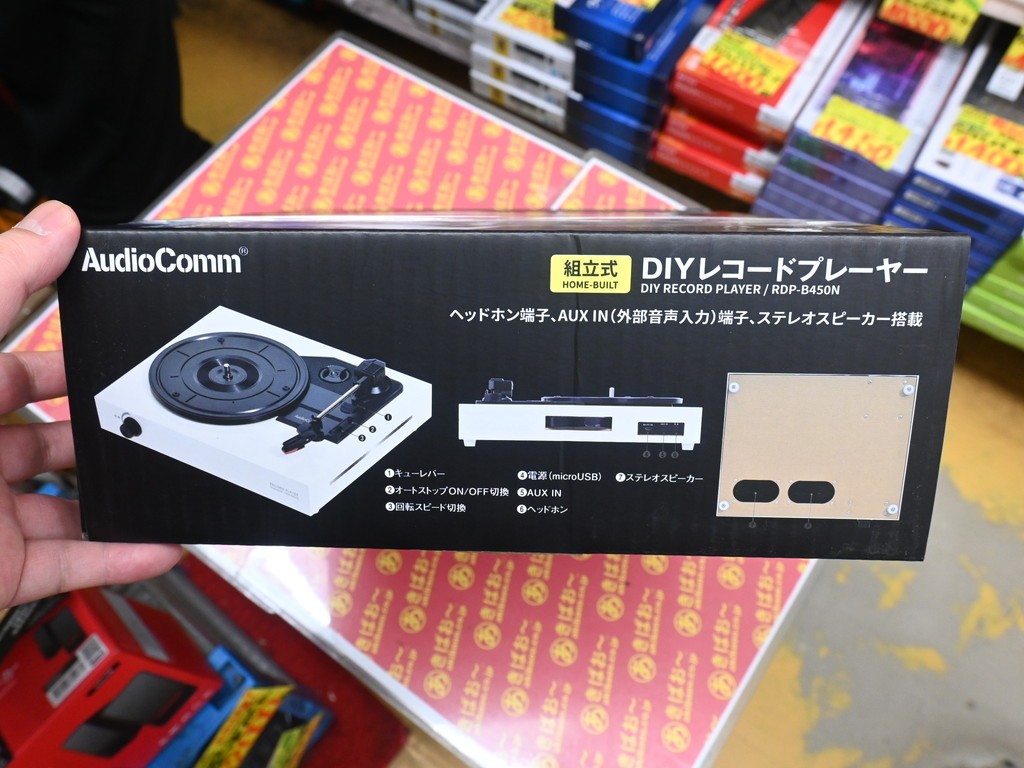 AudioComm®
組立式
HOME-BUILT
DIYレコードプレーヤー
DIY RECORD PLAYER / RDP-B450N
ヘッドホン端子、AUX IN（外部音声入力）端子、ステレオスピーカー搭載
①キューレバー
②オートストップON/OFF切換
③回転スピード切換
④電源（microUSB）
⑤AUX IN
⑥ヘッドホン
⑦ステレオスピーカー
あきばお〜